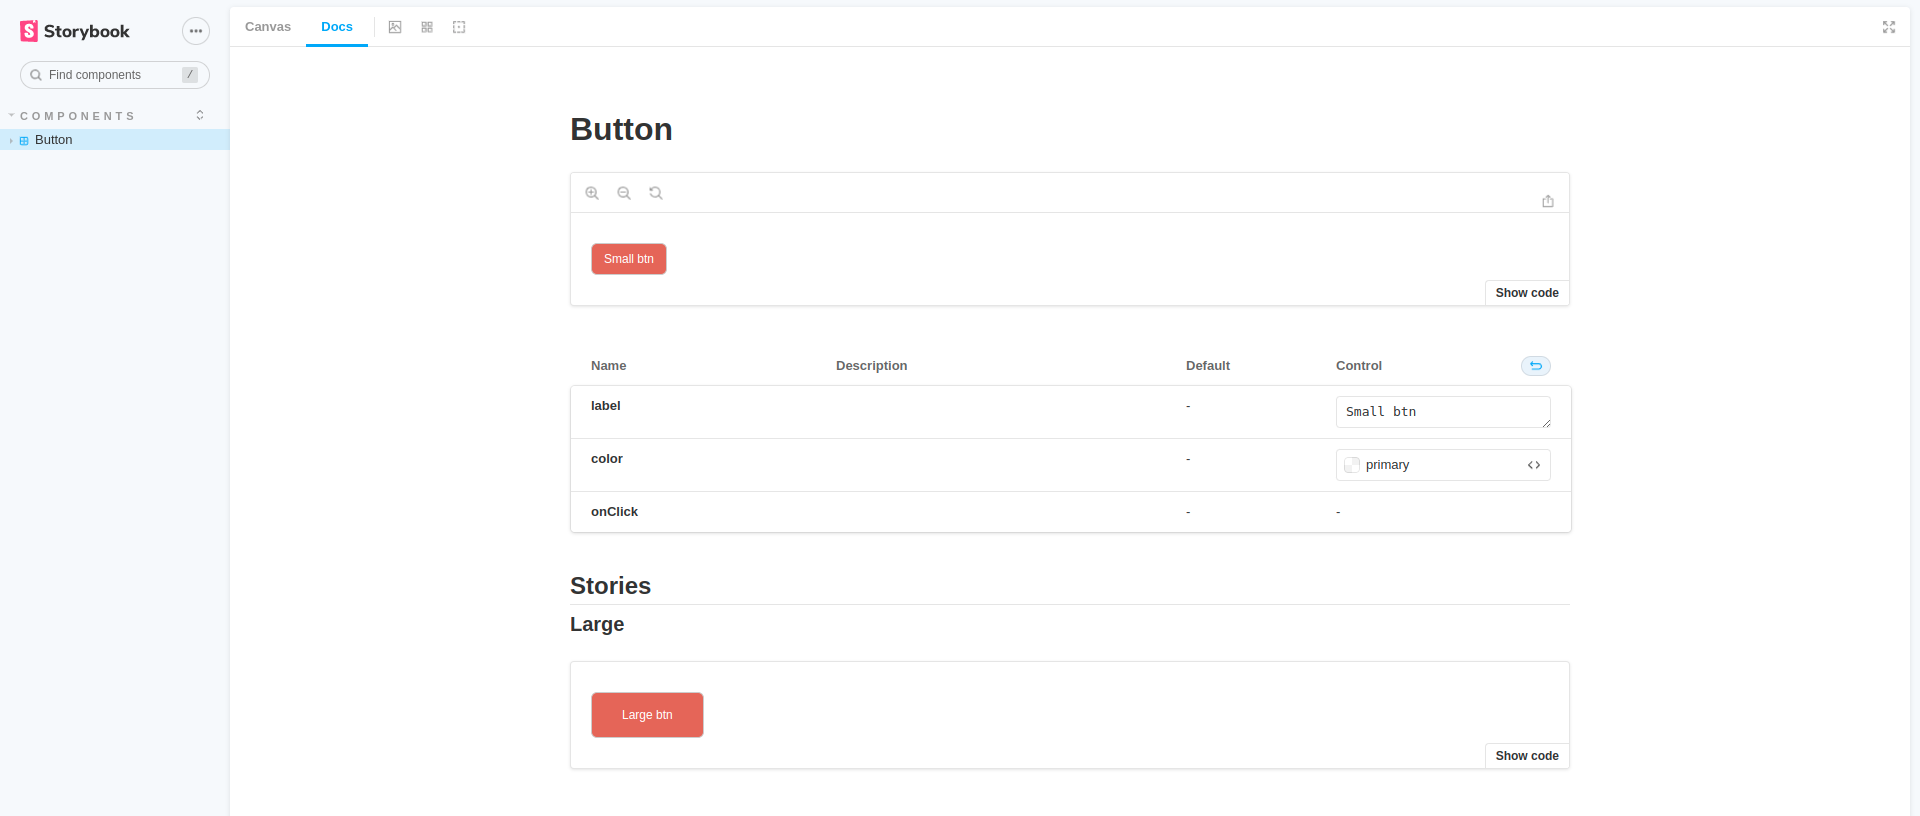 Storybook
Find components /
COMPONENTS
Button
Canvas Docs
Button
Small btn
Show code
Name Description Default Control
label - Small btn
color - primary
onClick - -
Stories
Large
Large btn
Show code